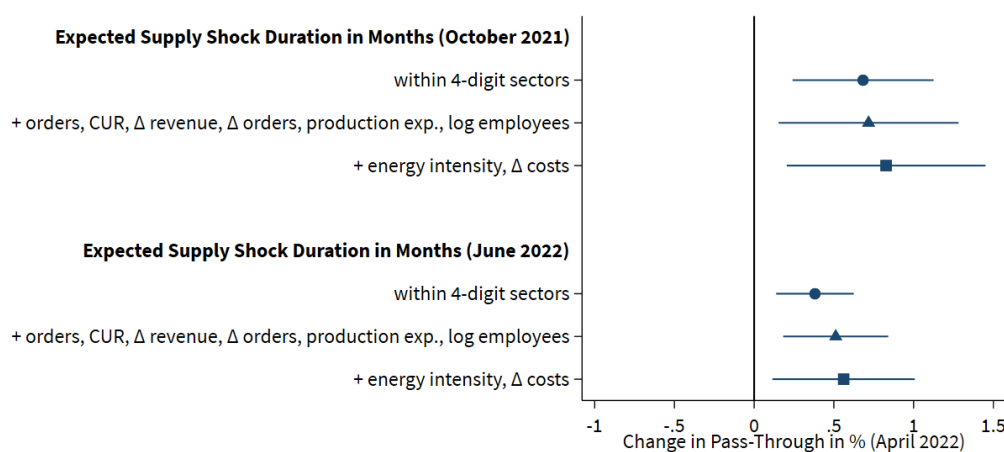 Expected Supply Shock Duration in Months (October 2021)
within 4-digit sectors
+ orders, CUR, Δ revenue, Δ orders, production exp., log employees
+ energy intensity, Δ costs
Expected Supply Shock Duration in Months (June 2022)
within 4-digit sectors
+ orders, CUR, Δ revenue, Δ orders, production exp., log employees
+ energy intensity, Δ costs
-1 -.5 0 .5 1 1.5
Change in Pass-Through in % (April 2022)